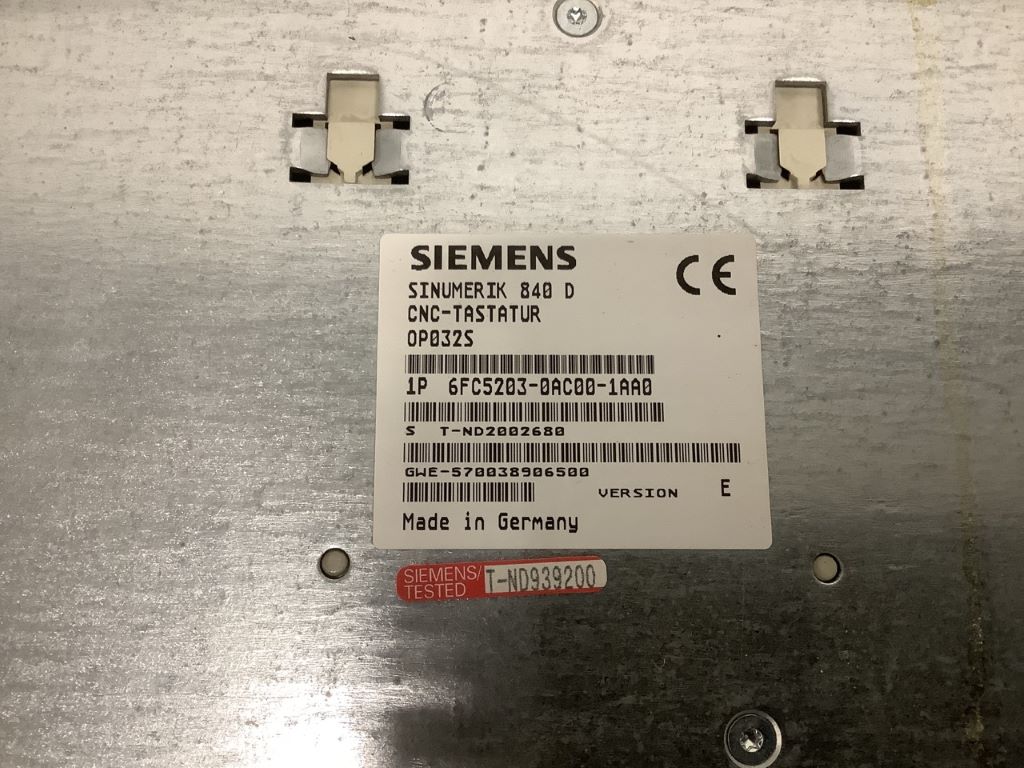 SIEMENS
CE
SINUMERIK 840 D
CNC-TASTATUR
OP032S
1P 6FC5203-0AC00-1AA0
S T-ND2002680
GWE-570038906500
VERSION E
Made in Germany
SIEMENS/
TESTED
T-ND939200